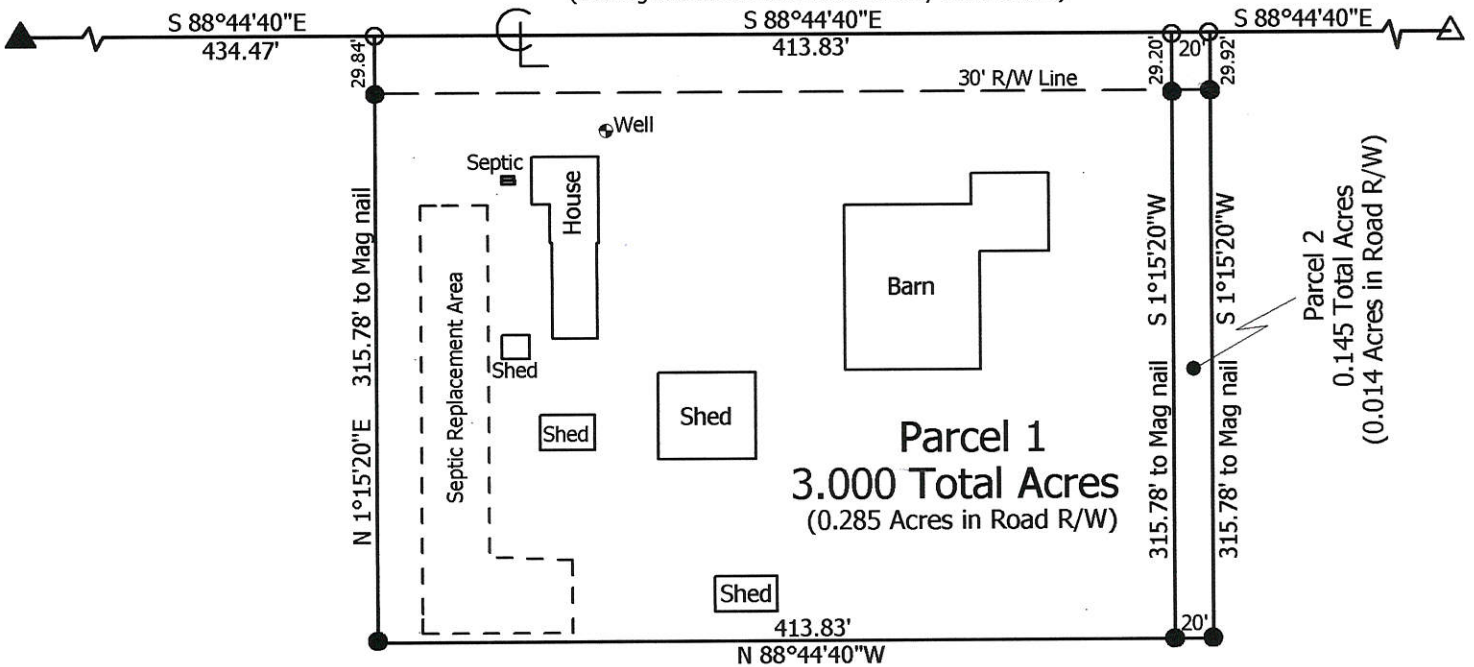 S 88°44'40"E
434.47'
S 88°44'40"E
413.83'
S 88°44'40"E
29.84'
29.20'
20'
29.92'
30' R/W Line
Well
Septic
House
Barn
Septic Replacement Area
Shed
Shed
Shed
Shed
N 1°15'20"E 315.78' to Mag nail
315.78' to Mag nail S 1°15'20"W
315.78' to Mag nail S 1°15'20"W
Parcel 2
0.145 Total Acres
(0.014 Acres in Road R/W)
Parcel 1
3.000 Total Acres
(0.285 Acres in Road R/W)
413.83'
N 88°44'40"W
20'